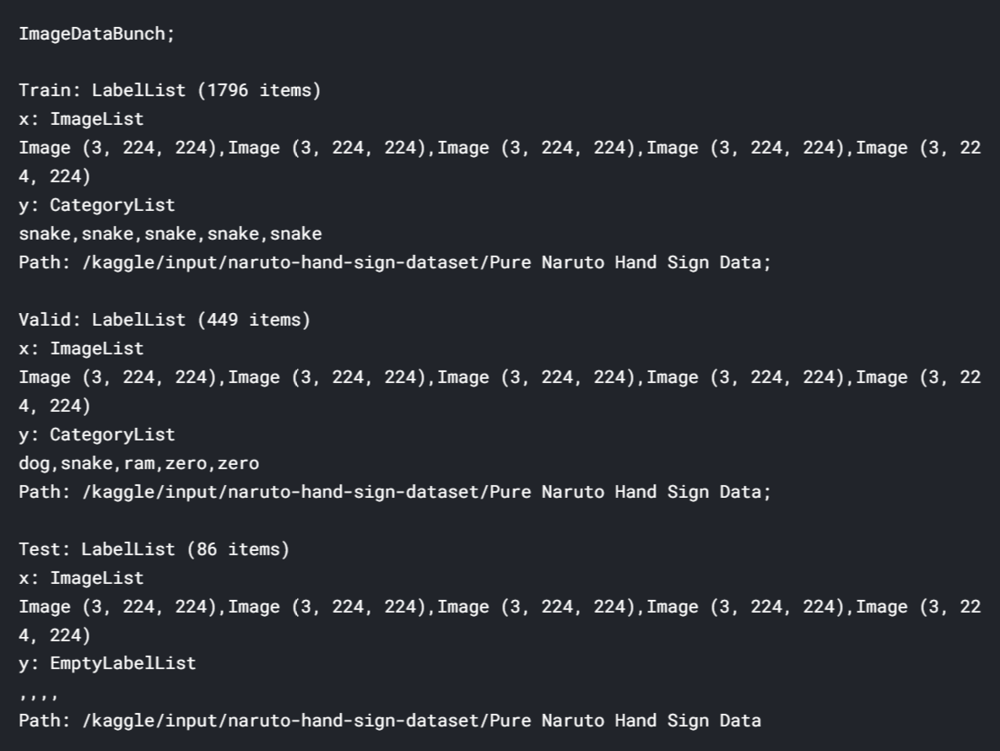 ImageDataBunch;
Train: LabelList (1796 items)
x: ImageList
Image (3, 224, 224),Image (3, 224, 224),Image (3, 224, 224),Image (3, 224, 224),Image (3, 22
4, 224)
y: CategoryList
snake,snake,snake,snake,snake
Path: /kaggle/input/naruto-hand-sign-dataset/Pure Naruto Hand Sign Data;
Valid: LabelList (449 items)
x: ImageList
Image (3, 224, 224),Image (3, 224, 224),Image (3, 224, 224),Image (3, 224, 224),Image (3, 22
4, 224)
y: CategoryList
dog,snake,ram,zero,zero
Path: /kaggle/input/naruto-hand-sign-dataset/Pure Naruto Hand Sign Data;
Test: LabelList (86 items)
x: ImageList
Image (3, 224, 224),Image (3, 224, 224),Image (3, 224, 224),Image (3, 224, 224),Image (3, 22
4, 224)
y: EmptyLabelList
,,,,
Path: /kaggle/input/naruto-hand-sign-dataset/Pure Naruto Hand Sign Data